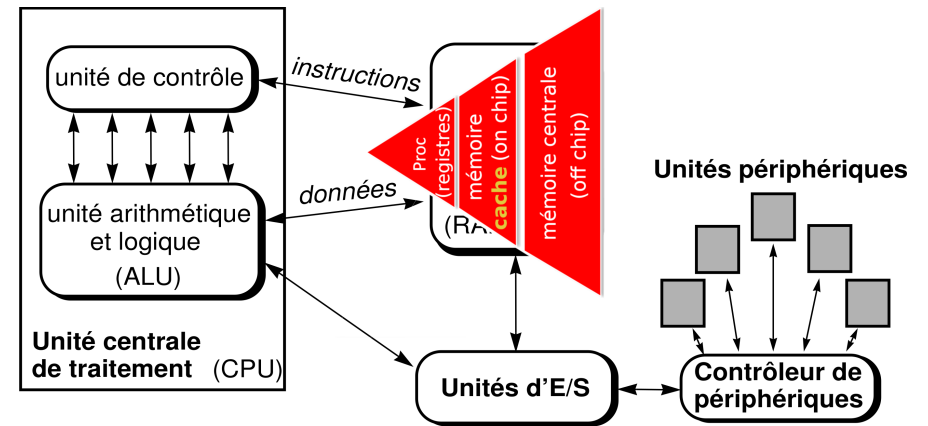 unité de contrôle
instructions
unité arithmétique
et logique
(ALU)
données
Unité centrale
de traitement (CPU)
Proc
(registres)
mémoire
cache (on chip)
mémoire centrale
(off chip)
Unités périphériques
Unités d'E/S
Contrôleur de
périphériques